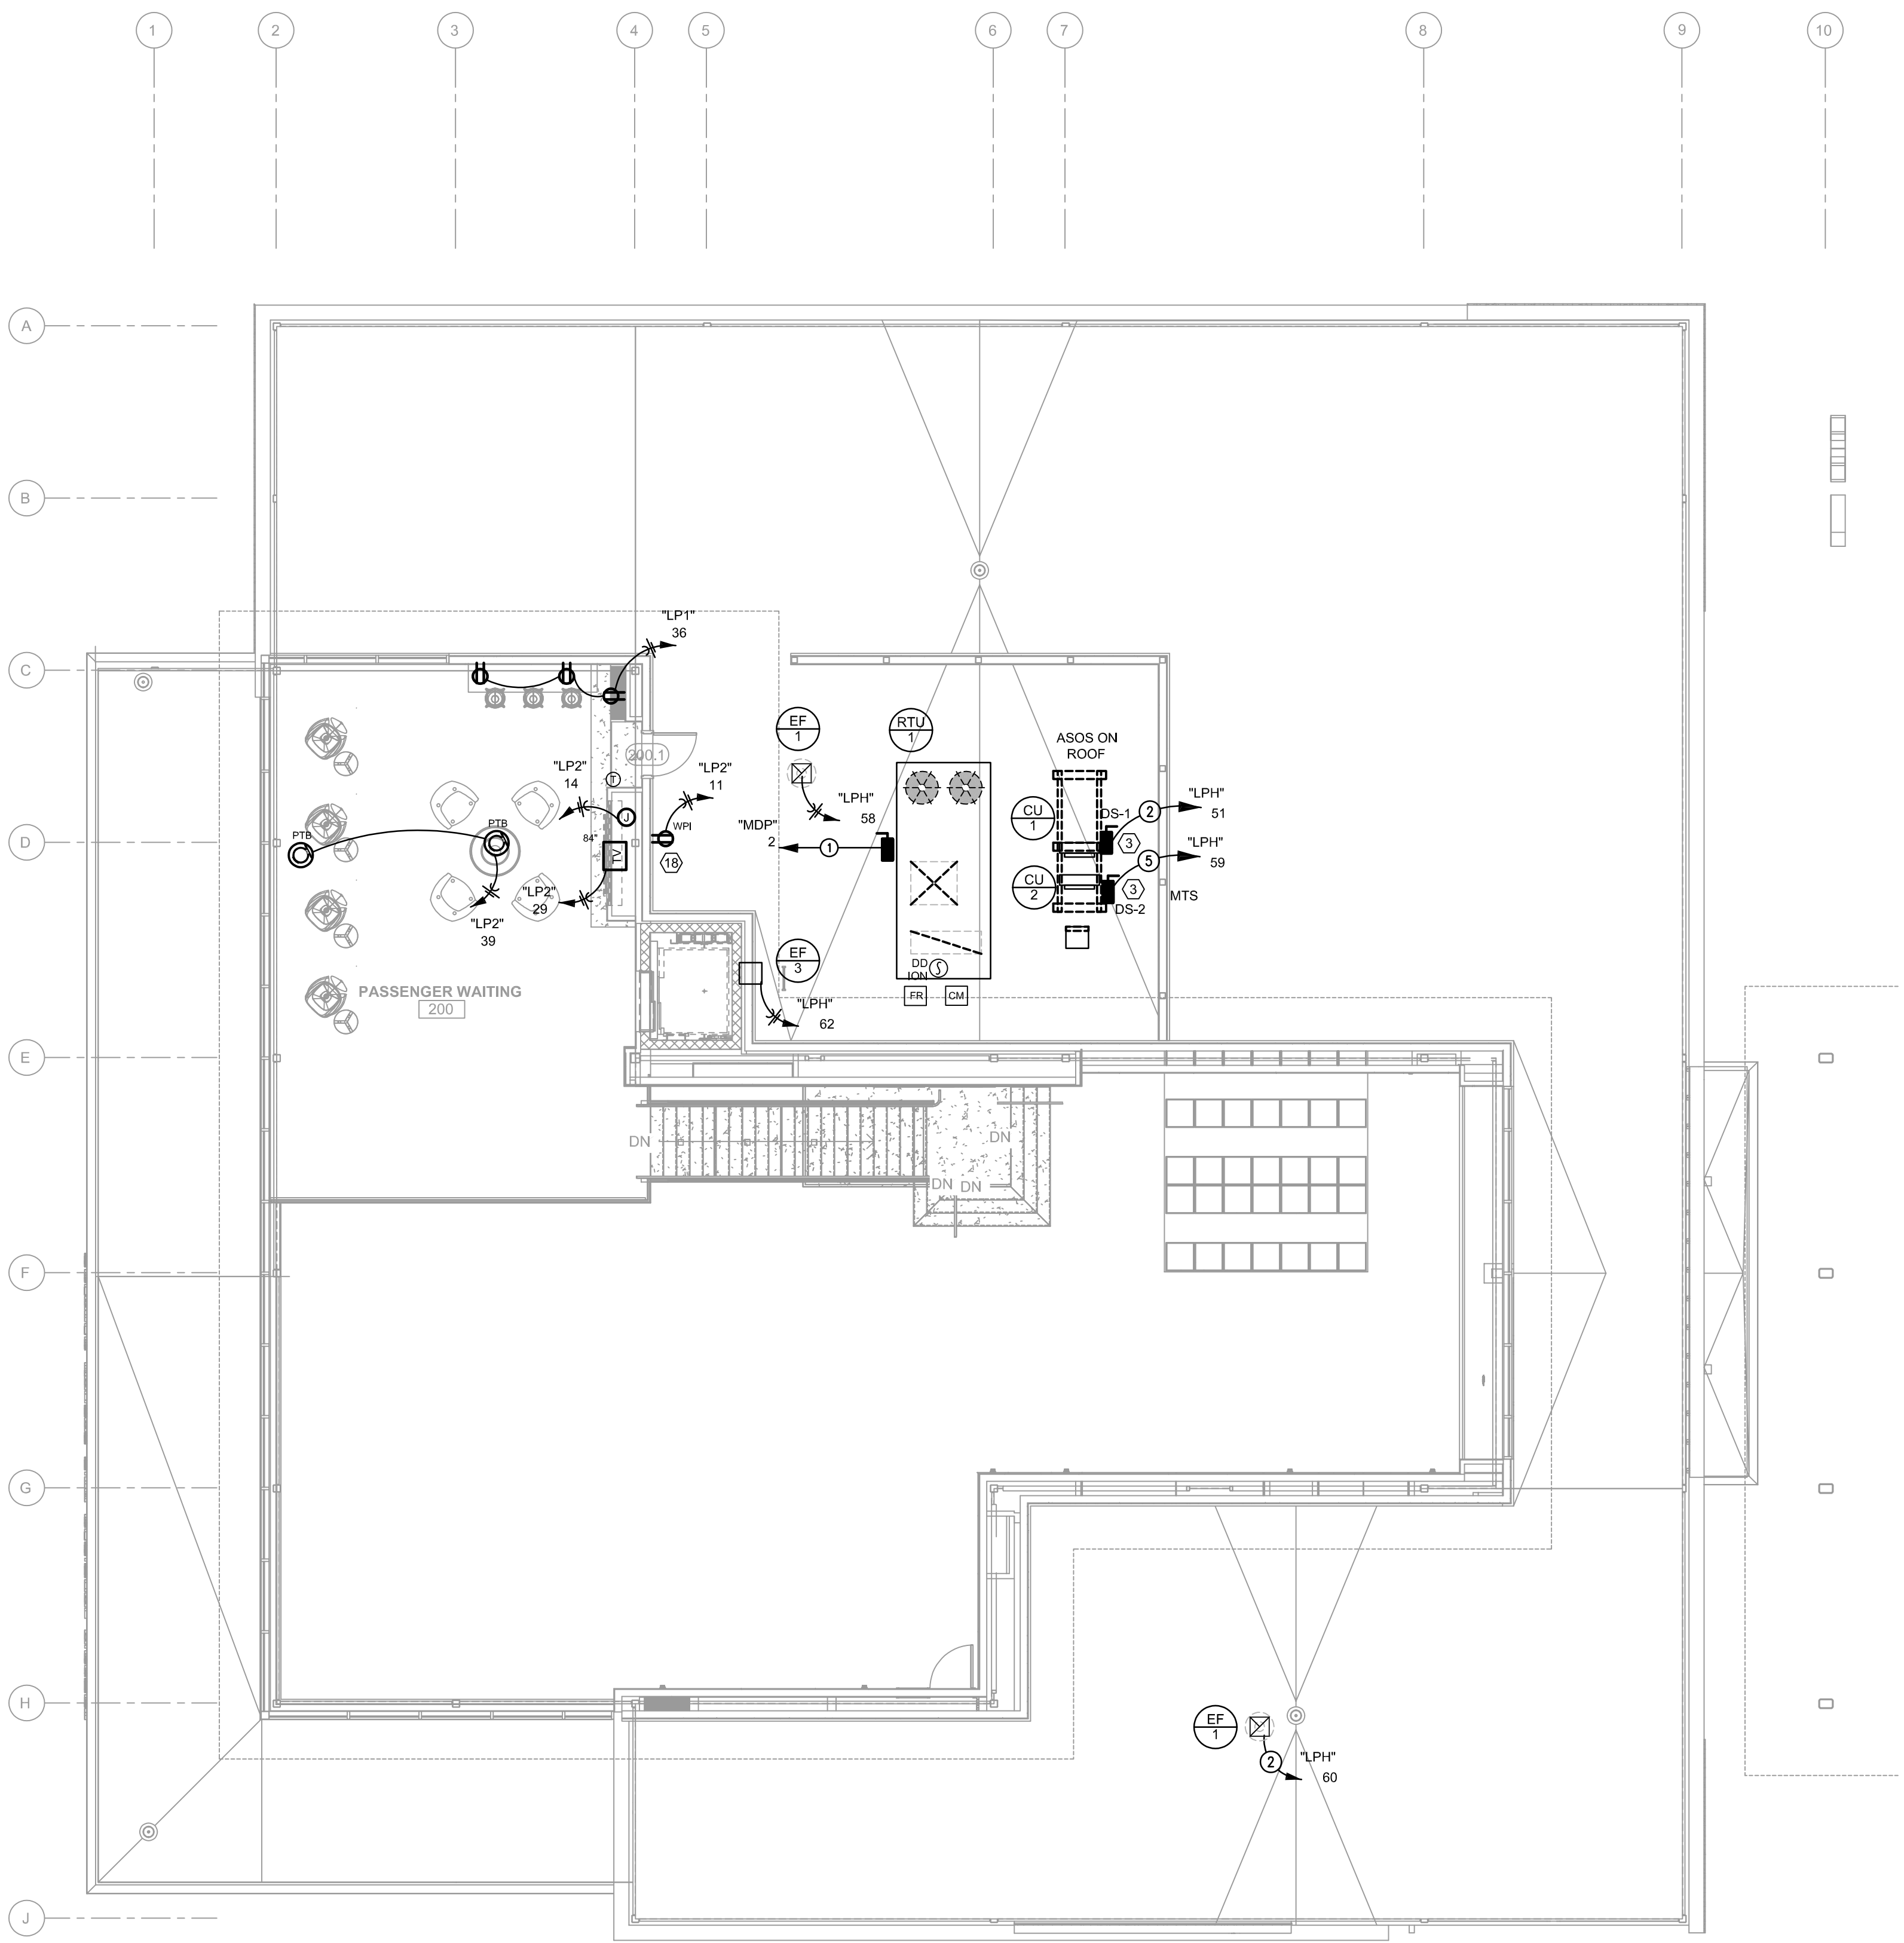 1 2 3 4 5 6 7 8 9 10
A
B
"LP1"
36
C
EF
1
RTU
1
ASOS ON
ROOF
200.1
"LP2"
14
T
"LP2"
11
"LPH"
58
CU
1
DS-1
2
"LPH"
51
J
WPI
"MDP"
2
1
3
5
"LPH"
59
D
PTB
PTB
84"
TV
18
CU
2
3
DS-2
MTS
"LP2"
29
"LP2"
39
EF
3
DD
ION
S
FR
CM
PASSENGER WAITING
200
"LPH"
62
E
DN
DN
DN
DN
F
G
H
EF
1
2
"LPH"
60
J